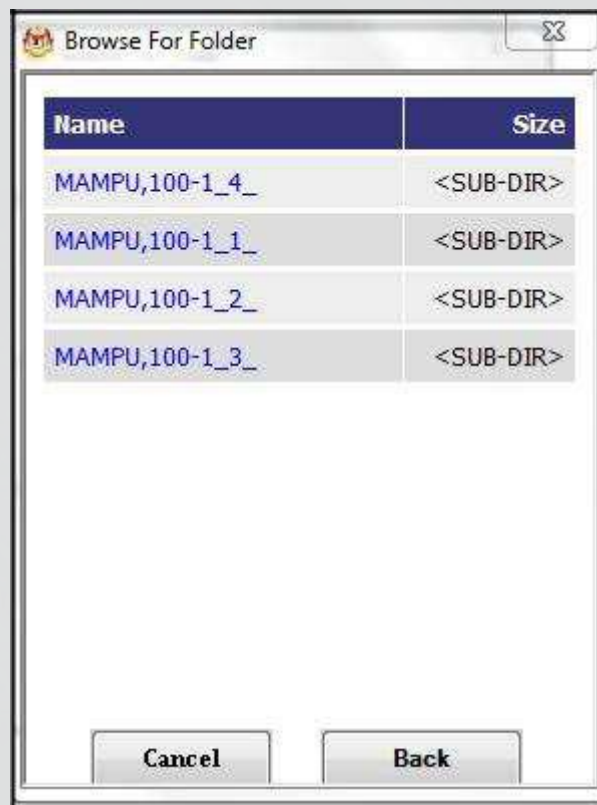 Browse For Folder
Name Size
MAMPU,100-1_4_ <SUB-DIR>
MAMPU,100-1_1_ <SUB-DIR>
MAMPU,100-1_2_ <SUB-DIR>
MAMPU,100-1_3_ <SUB-DIR>
Cancel Back